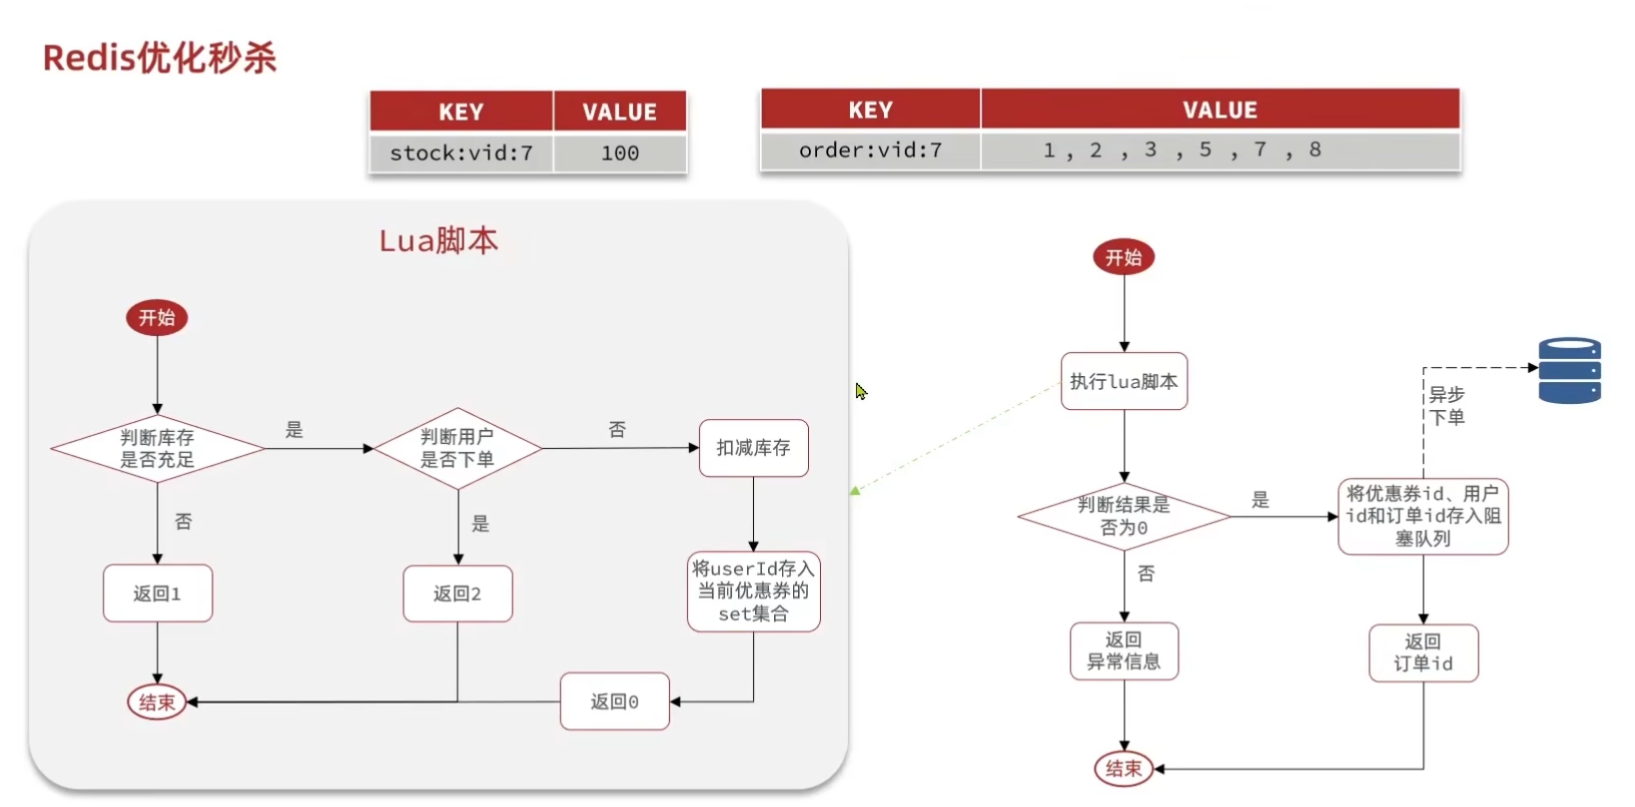 Redis优化秒杀
KEY VALUE
stock:vid:7 100
KEY VALUE
order:vid:7 1 , 2 , 3 , 5 , 7 , 8
Lua脚本
开始
判断库存
是否充足
是
判断用户
是否下单
否
扣减库存
否
返回1
是
返回2
将userId存入
当前优惠券的
set集合
返回0
结束
开始
执行lua脚本
判断结果是
否为0
是
将优惠券id、用户
id和订单id存入阻
塞队列
异步
下单
否
返回
异常信息
返回
订单id
结束